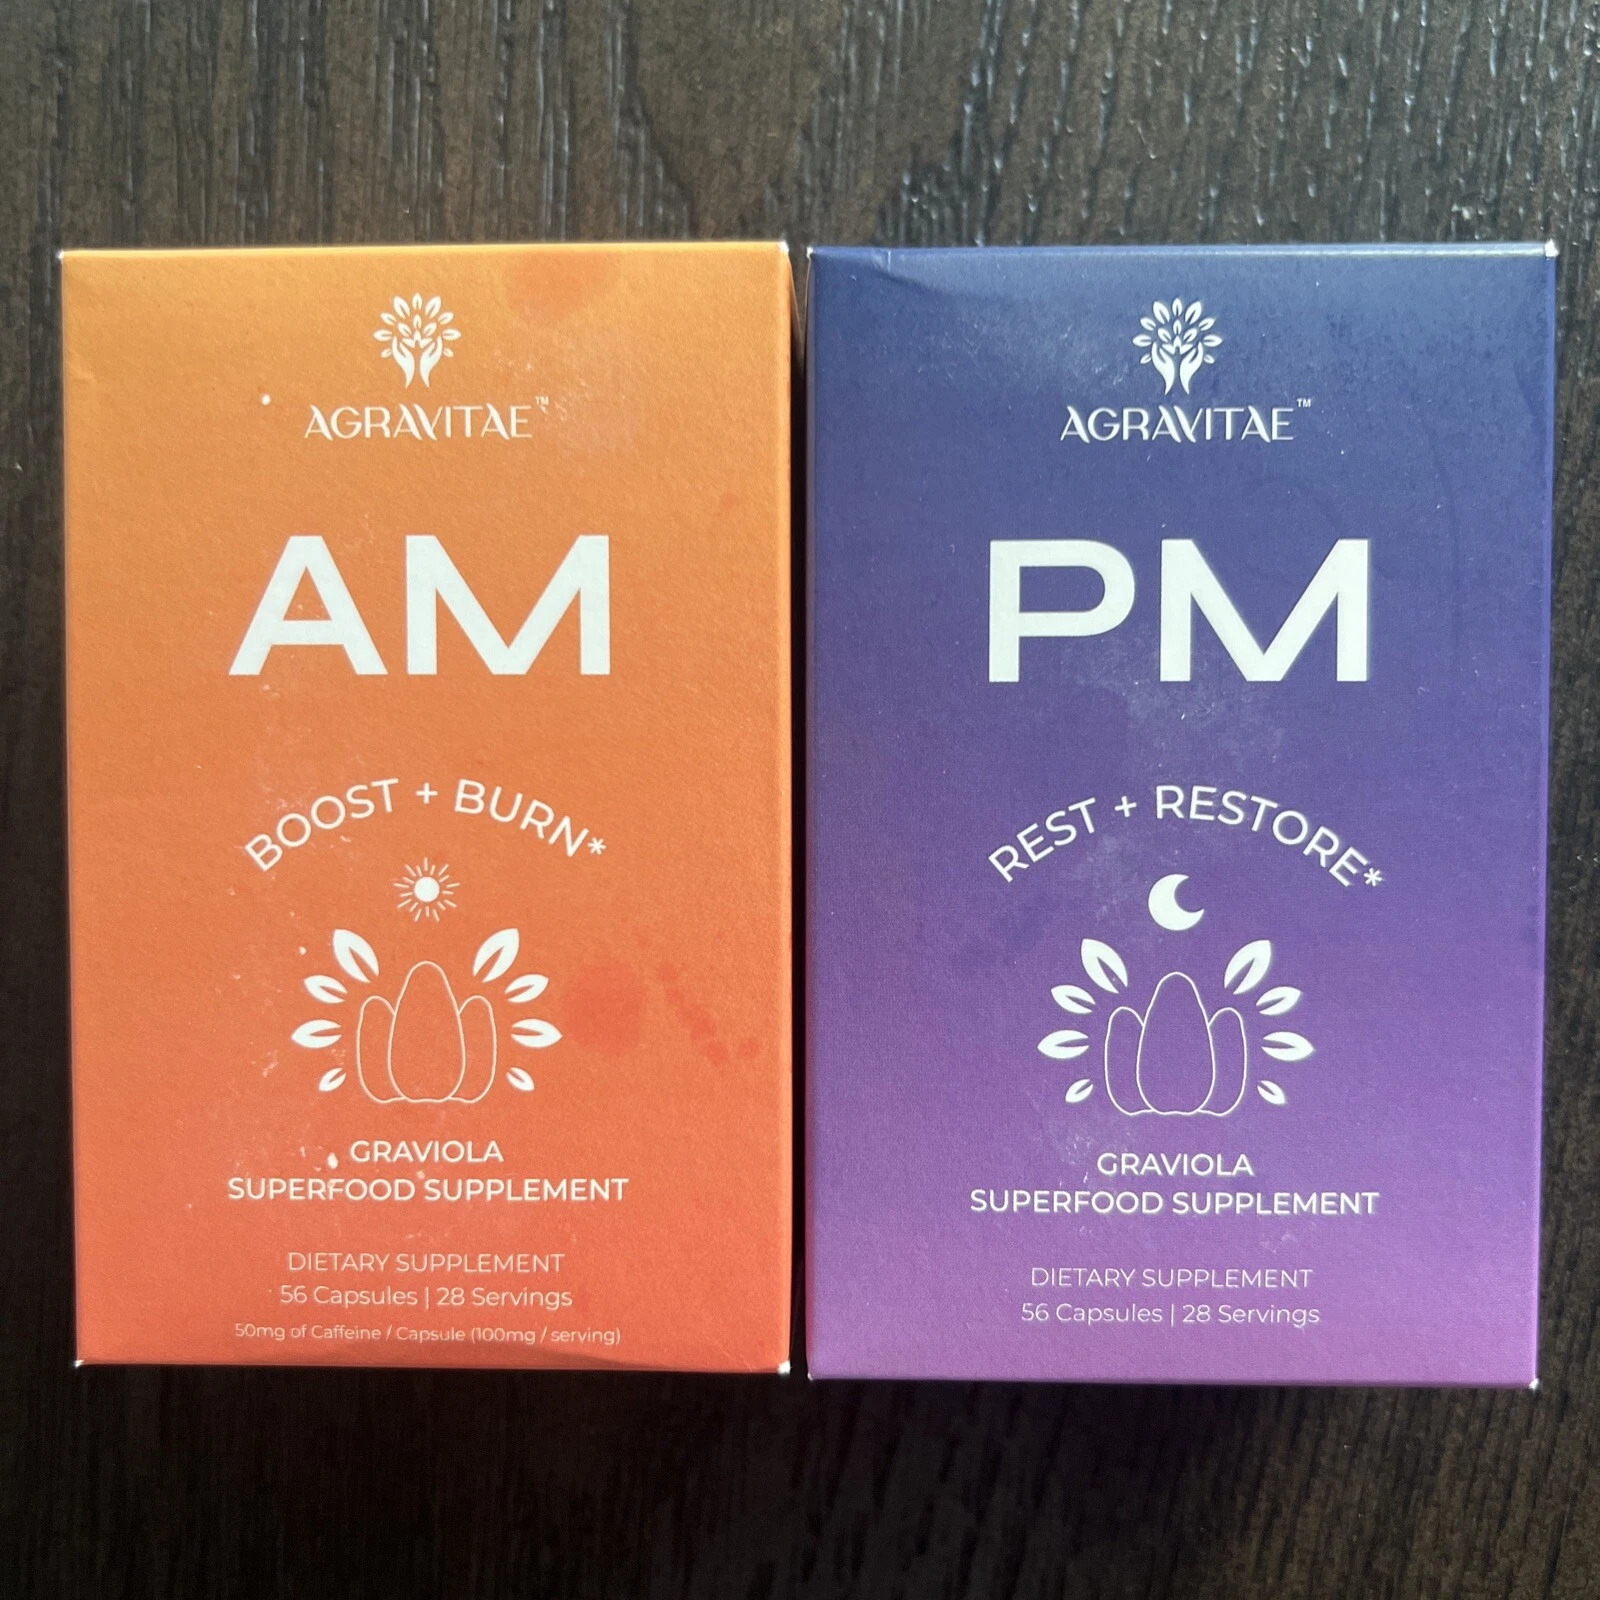 AGRAVITAE™
AM
BOOST + BURN*
GRAVIOLA
SUPERFOOD SUPPLEMENT
DIETARY SUPPLEMENT
56 Capsules | 28 Servings
50mg of Caffeine / Capsule (100mg / serving)
AGRAVITAE™
PM
REST + RESTORE*
GRAVIOLA
SUPERFOOD SUPPLEMENT
DIETARY SUPPLEMENT
56 Capsules | 28 Servings